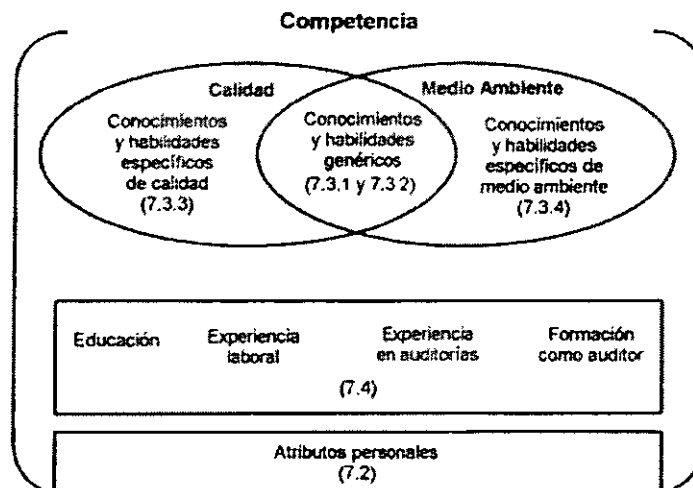 Competencia
Calidad
Conocimientos
y habilidades
específicos
de calidad
(7.3.3)
Conocimientos
y habilidades
genéricos
(7.3.1 y 7.3 2)
Medio Ambiente
Conocimientos
y habilidades
específicos de
medio ambiente
(7.3.4)
Educación
Experiencia
laboral
Experiencia
en auditorías
Formación
como auditor
(7.4)
Atributos personales
(7.2)